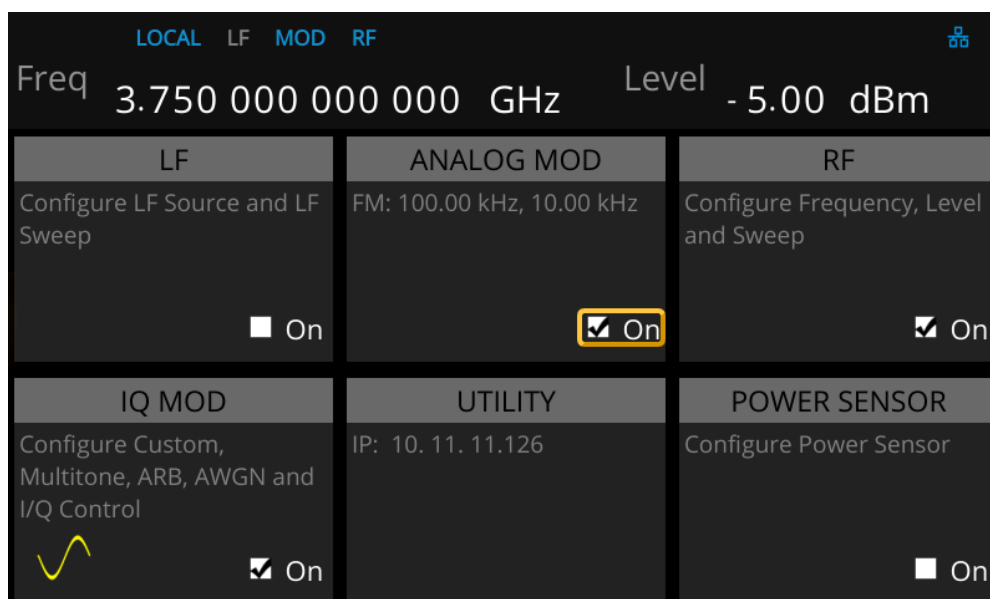 LOCAL LF MOD RF
Freq 3.750 000 000 000 GHz Level - 5.00 dBm
LF
Configure LF Source and LF
Sweep
On
ANALOG MOD
FM: 100.00 kHz, 10.00 kHz
On
RF
Configure Frequency, Level
and Sweep
On
IQ MOD
Configure Custom,
Multitone, ARB, AWGN and
I/Q Control
On
UTILITY
IP: 10. 11. 11.126
POWER SENSOR
Configure Power Sensor
On